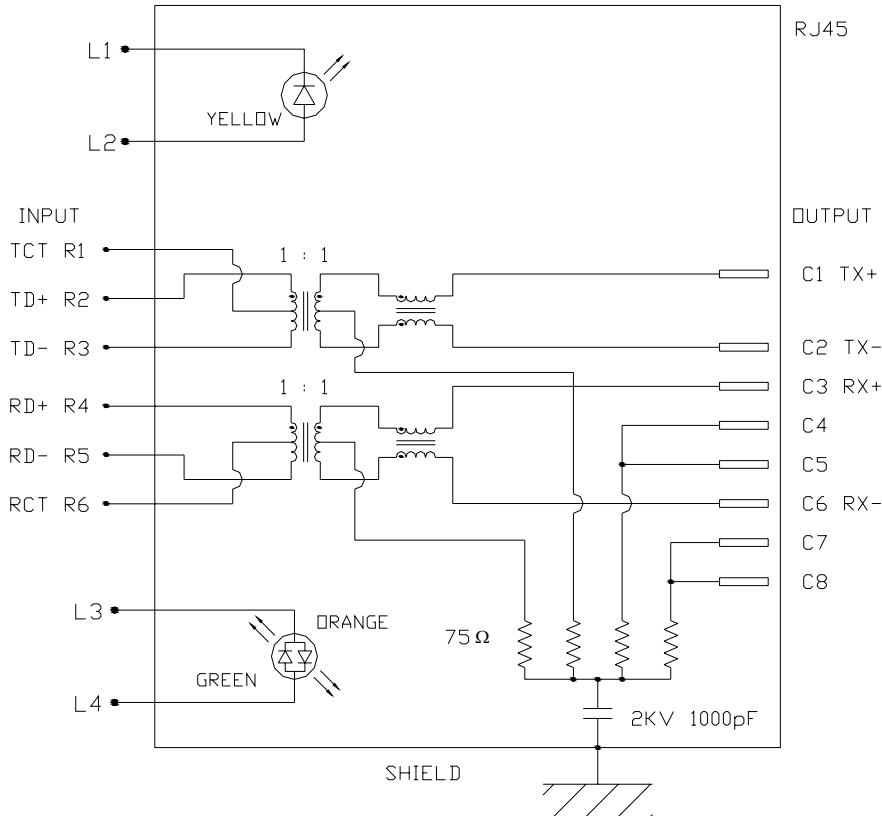 RJ45
L1
YELLOW
L2
INPUT
OUTPUT
TCT R1
1 : 1
C1 TX+
TD+ R2
TD- R3
C2 TX-
1 : 1
C3 RX+
RD+ R4
C4
RD- R5
C5
RCT R6
C6 RX-
C7
C8
L3
ORANGE
75Ω
GREEN
L4
2KV 1000pF
SHIELD